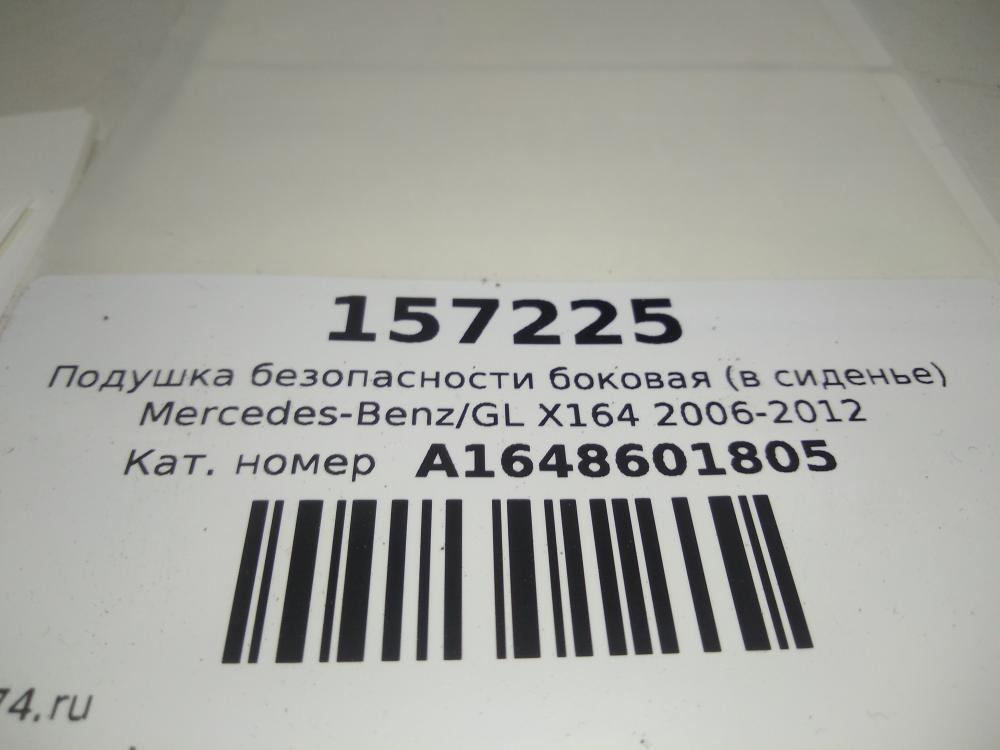 157225
Подушка безопасности боковая (в сиденье)
Mercedes-Benz/GL X164 2006-2012
Кат. номер A1648601805
74.ru